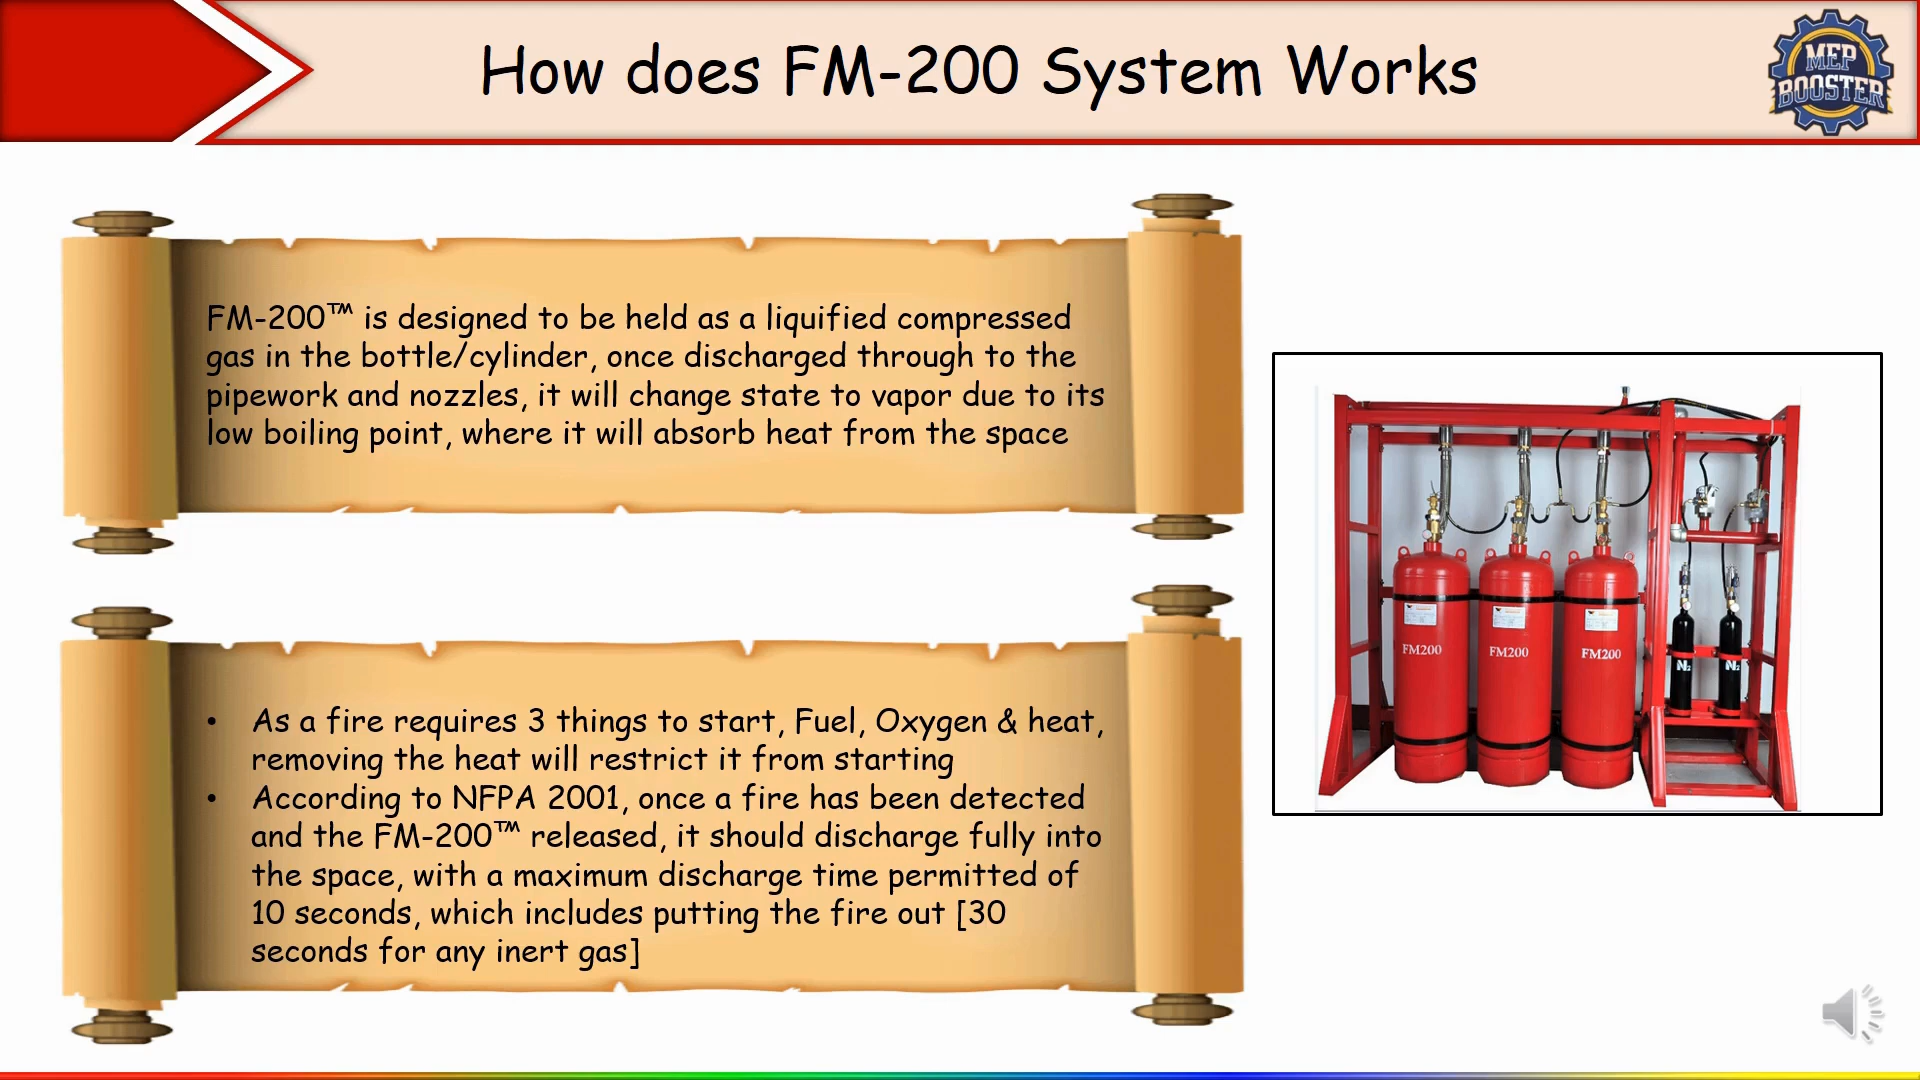 How does FM-200 System Works
MEP
BOOSTER
FM-200™ is designed to be held as a liquified compressed
gas in the bottle/cylinder, once discharged through to the
pipework and nozzles, it will change state to vapor due to its
low boiling point, where it will absorb heat from the space
• As a fire requires 3 things to start, Fuel, Oxygen & heat,
removing the heat will restrict it from starting
• According to NFPA 2001, once a fire has been detected
and the FM-200™ released, it should discharge fully into
the space, with a maximum discharge time permitted of
10 seconds, which includes putting the fire out [30
seconds for any inert gas]
FM200
FM200
FM200
N₂
N₂